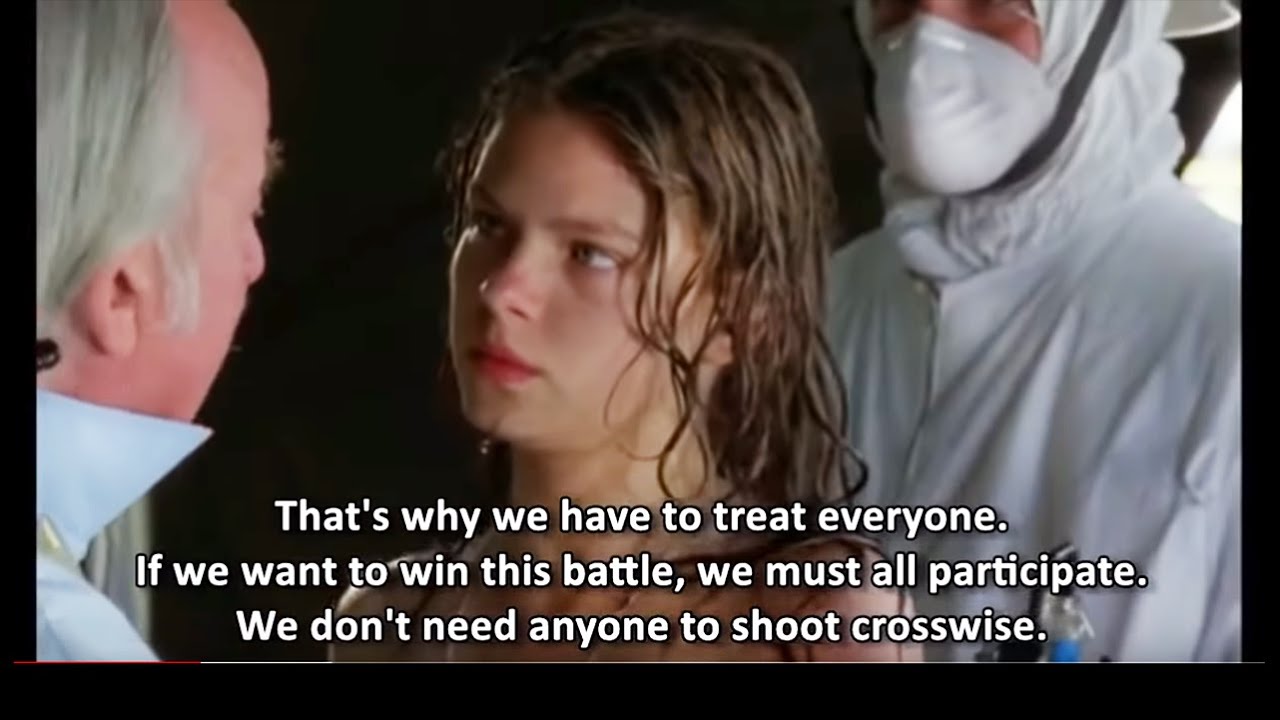 That's why we have to treat everyone.
If we want to win this battle, we must all participate.
We don't need anyone to shoot crosswise.